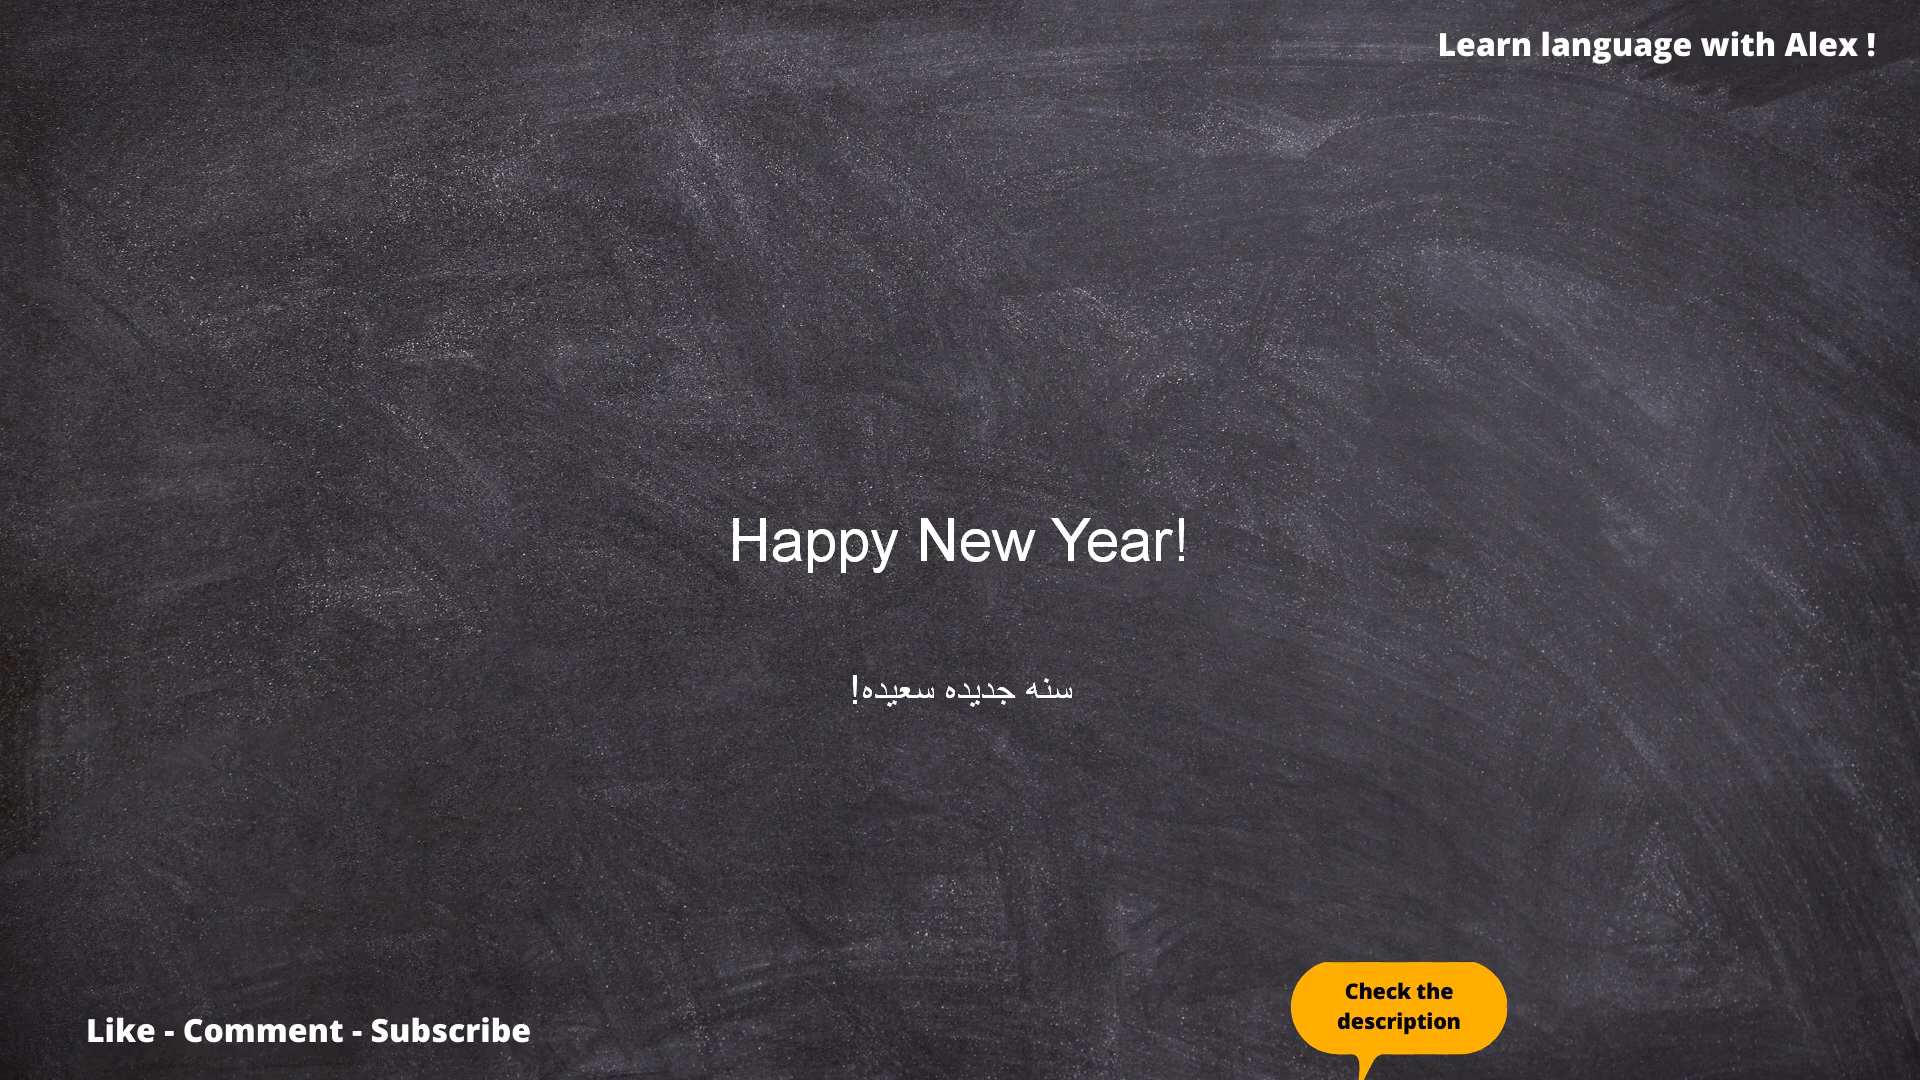 Learn language with Alex !
Happy New Year!
سنه جديده سعيده!
Check the
description
Like - Comment - Subscribe